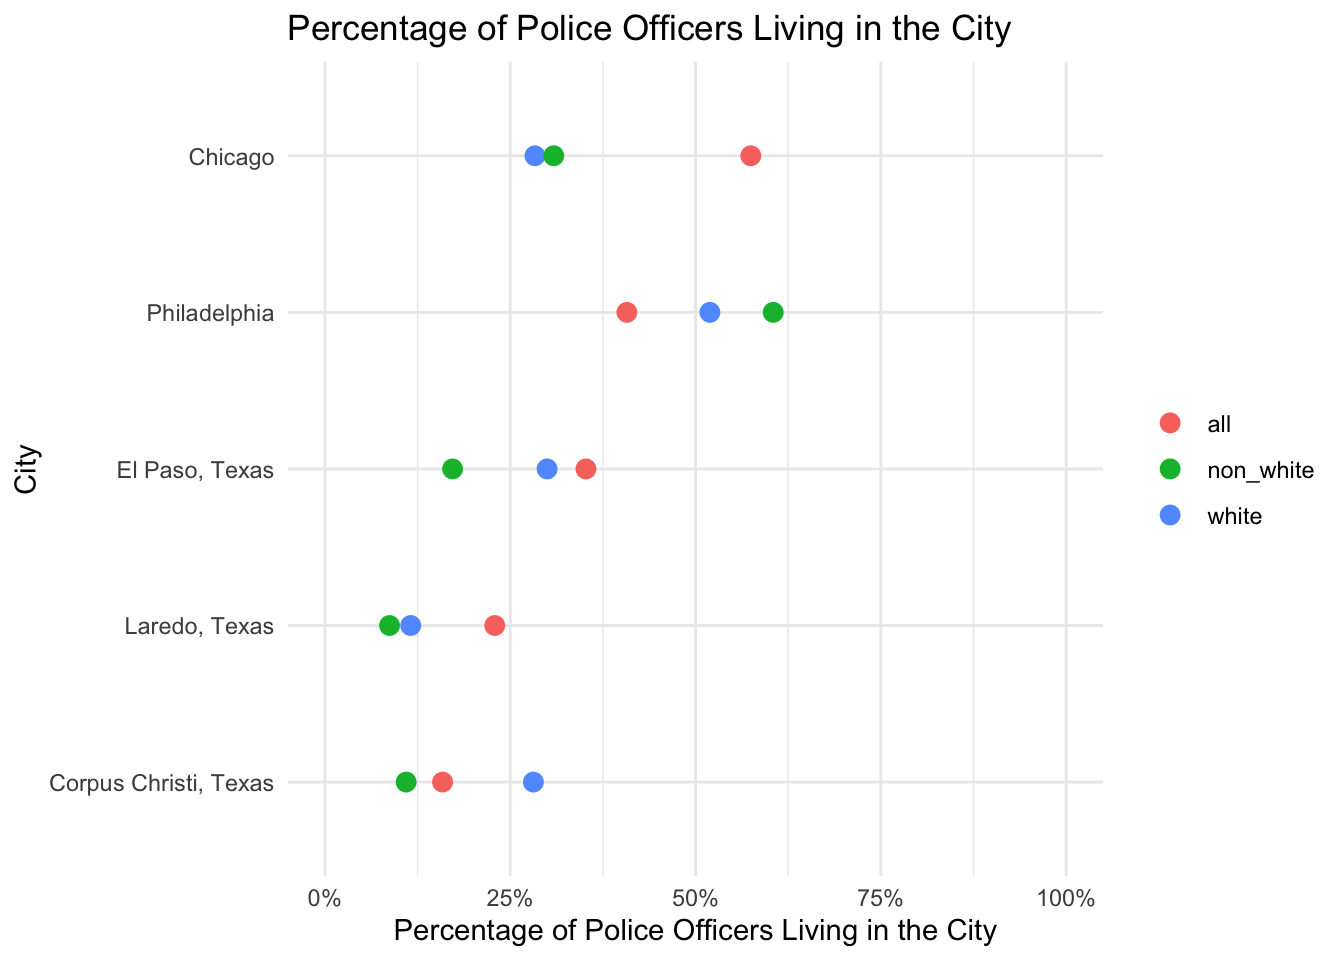 Percentage of Police Officers Living in the City
Chicago
Philadelphia
El Paso, Texas
Laredo, Texas
Corpus Christi, Texas
City
0%
25%
50%
75%
100%
Percentage of Police Officers Living in the City
all
non_white
white